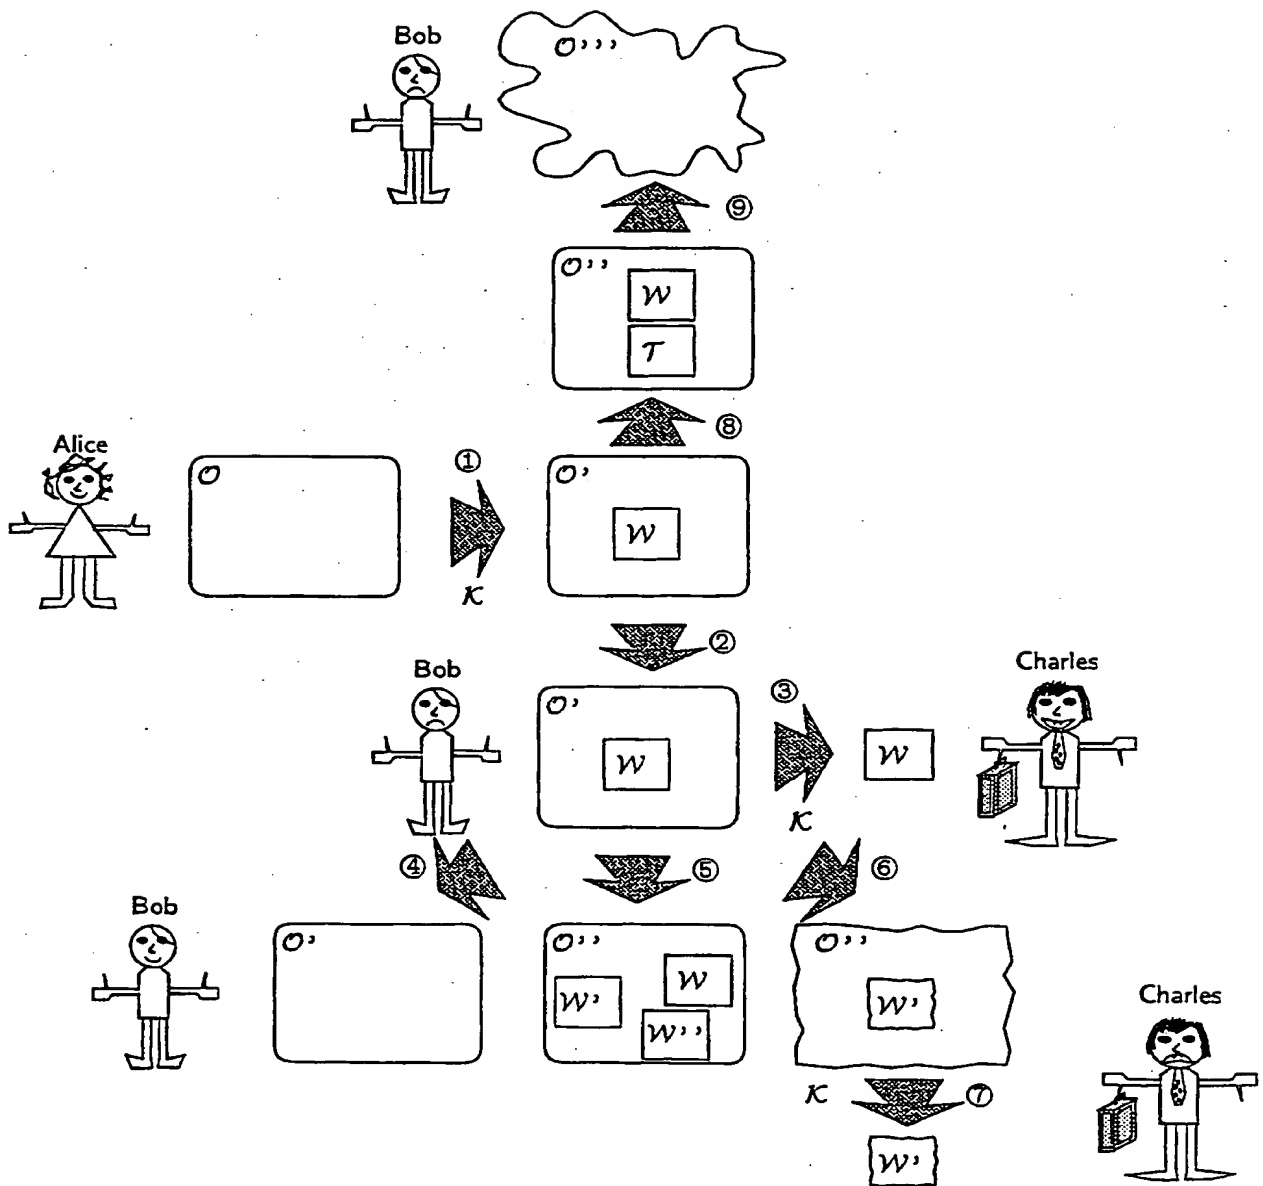 Bob
O'''
⑨
O''
W
T
⑧
Alice
O
①
K
O'
W
②
Bob
O'
W
③
K
W
Charles
④
⑤
⑥
Bob
O'
O''
W'
W
W''
O''
W'
Charles
K
⑦
W'